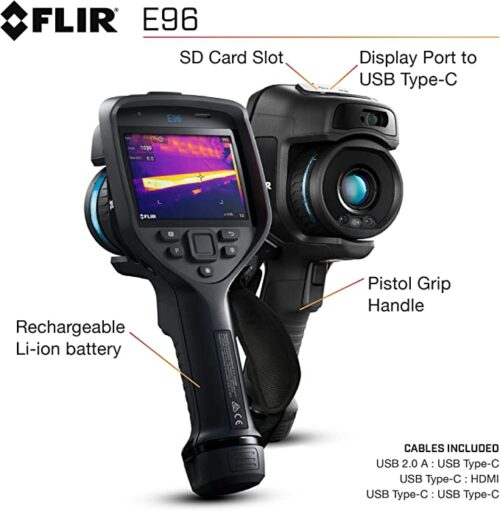 FLIR E96
SD Card Slot
Display Port to
USB Type-C
E96
FLIR
Pistol Grip
Handle
Rechargeable
Li-ion battery
CABLES INCLUDED
USB 2.0 A : USB Type-C
USB Type-C : HDMI
USB Type-C : USB Type-C